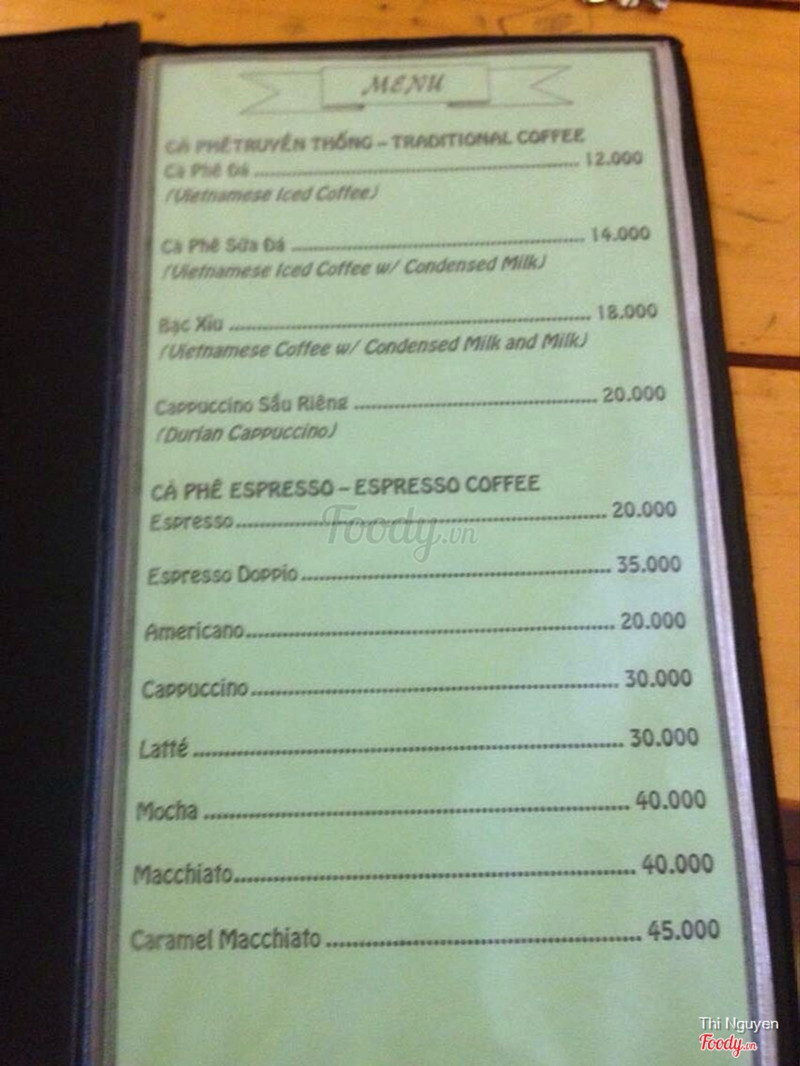 MENU
CÀ PHÊTRUYỀN THỐNG – TRADITIONAL COFFEE
Cà Phê Đá ........................................ 12.000
(Vietnamese Iced Coffee)
Cà Phê Sữa Đá ........................................ 14.000
(Vietnamese Iced Coffee w/ Condensed Milk)
Bạc Xỉu ........................................ 18.000
(Vietnamese Coffee w/ Condensed Milk and Milk)
Cappuccino Sầu Riêng ........................................ 20.000
(Durian Cappuccino)
CÀ PHÊ ESPRESSO – ESPRESSO COFFEE
Espresso ........................................ 20.000
Foody.vn
Espresso Doppio ........................................ 35.000
Americano ........................................ 20.000
Cappuccino ........................................ 30.000
Latté ........................................ 30.000
Mocha ........................................ 40.000
Macchiato ........................................ 40.000
Caramel Macchiato ........................................ 45.000
Thi Nguyen
Foody.vn